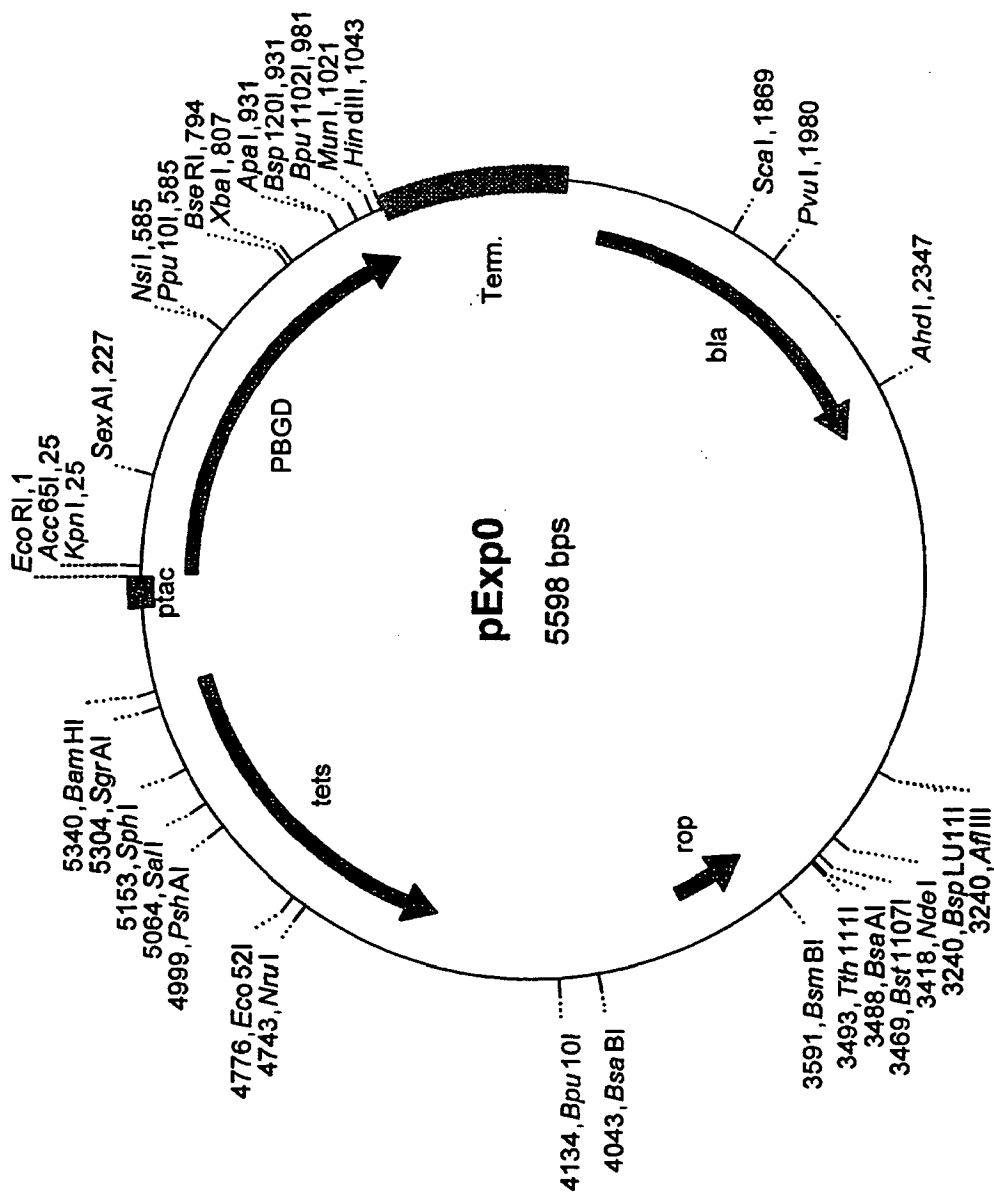 EcoRI, 1
Acc65I, 25
KpnI, 25
SexAI, 227
NsiI, 585
Ppu10I, 585
BseRI, 794
XbaI, 807
ApaI, 931
Bsp120I, 931
Bpu1102I, 981
MunI, 1021
HindIII, 1043
ScaI, 1869
PvuI, 1980
AhdI, 2347
3240, AflIII
3240, BspLU11I
3418, NdeI
3469, Bst1107I
3488, BsaAI
3493, Tth111I
3591, BsmBI
4043, BsaBI
4134, Bpu10I
4743, NruI
4776, Eco52I
4999, PshAI
5064, SalI
5153, SphI
5304, SgrAI
5340, BamHI
ptac
PBGD
Term.
bla
rop
tets
pExp0
5598 bps